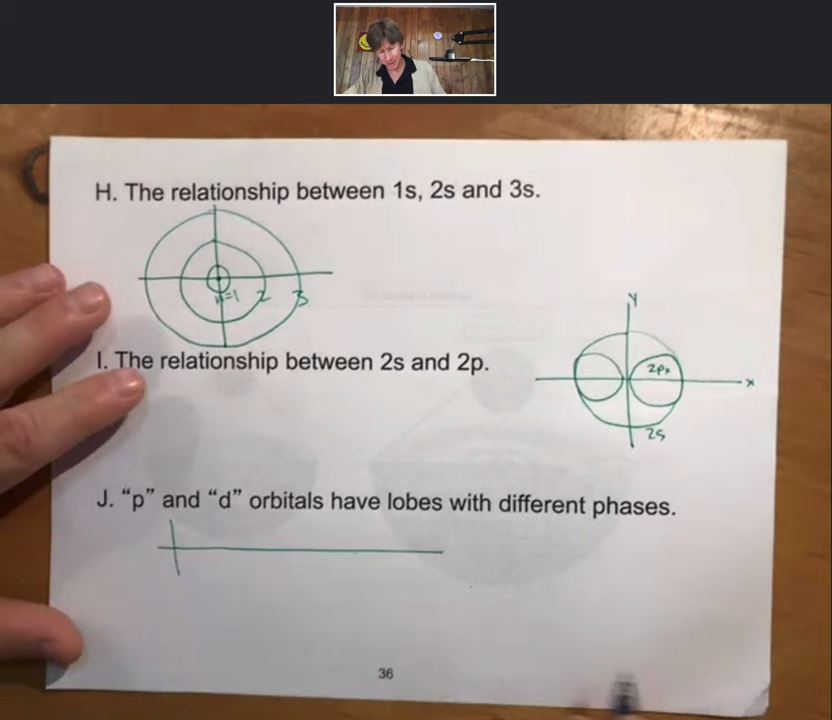 H. The relationship between 1s, 2s and 3s.
n=1 2 3
I. The relationship between 2s and 2p.
y
2px
x
2s
J. “p” and “d” orbitals have lobes with different phases.
36